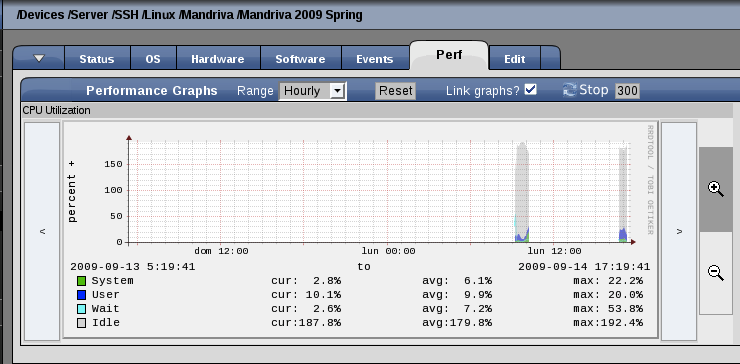 /Devices /Server /SSH /Linux /Mandriva /Mandriva 2009 Spring
Status OS Hardware Software Events Perf Edit
Performance Graphs Range Hourly Reset Link graphs? Stop 300
CPU Utilization
RRDTOOL / TOBI OETIKER
percent +
150
100
50
0
dom 12:00 lun 00:00 lun 12:00
< >
2009-09-13 5:19:41 to 2009-09-14 17:19:41
System cur: 2.8% avg: 6.1% max: 22.2%
User cur: 10.1% avg: 9.9% max: 20.0%
Wait cur: 2.6% avg: 7.2% max: 53.8%
Idle cur:187.8% avg:179.8% max:192.4%